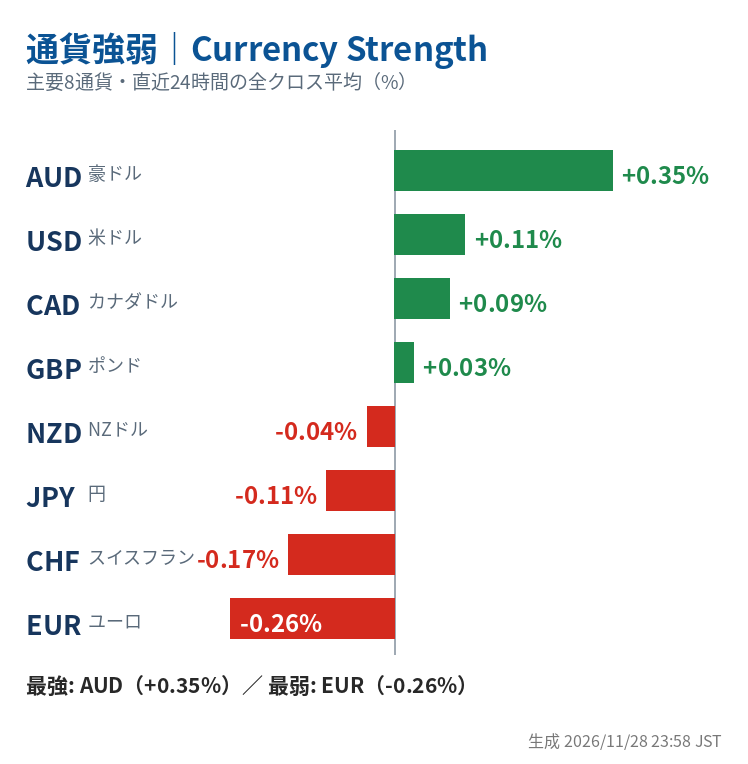 通貨強弱｜Currency Strength
主要8通貨・直近24時間の全クロス平均（%）
AUD 豪ドル +0.35%
USD 米ドル +0.11%
CAD カナダドル +0.09%
GBP ポンド +0.03%
NZD NZドル -0.04%
JPY 円 -0.11%
CHF スイスフラン -0.17%
EUR ユーロ -0.26%
最強: AUD（+0.35%）／ 最弱: EUR（-0.26%）
生成 2026/11/28 23:58 JST